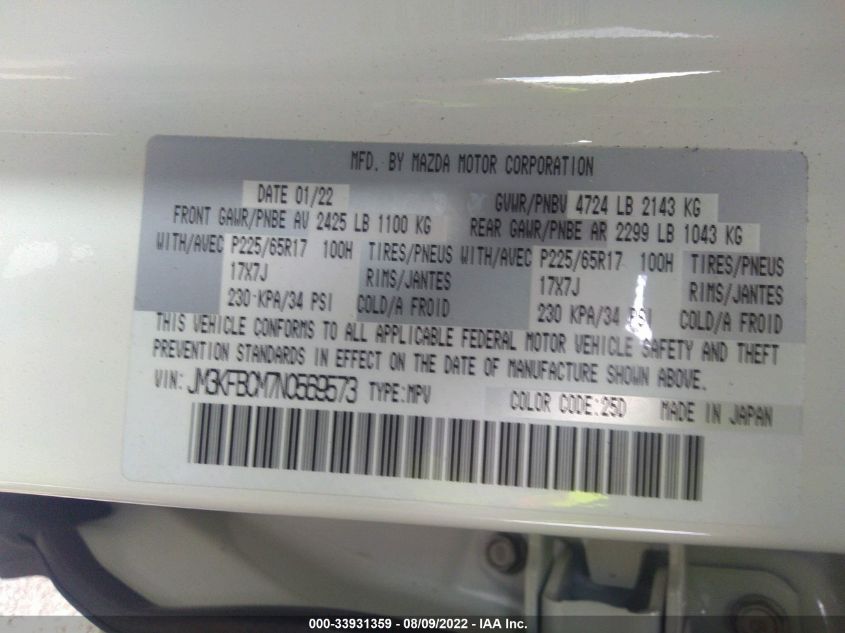 MFD. BY MAZDA MOTOR CORPORATION
DATE 01/22 GVWR/PNBV 4724 LB 2143 KG
FRONT GAWR/PNBE AV 2425 LB 1100 KG REAR GAWR/PNBE AR 2299 LB 1043 KG
WITH/AVEC P225/65R17 100H TIRES/PNEUS WITH/AVEC P225/65R17 100H TIRES/PNEUS
17X7J RIMS/JANTES 17X7J RIMS/JANTES
230 KPA/34 PSI COLD/A FROID 230 KPA/34 PSI COLD/A FROID
THIS VEHICLE CONFORMS TO ALL APPLICABLE FEDERAL MOTOR VEHICLE SAFETY AND THEFT
PREVENTION STANDARDS IN EFFECT ON THE DATE OF MANUFACTURE SHOWN ABOVE.
VIN: JM3KFBCM7N0569573 TYPE:MPV COLOR CODE:25D MADE IN JAPAN
000-33931359 - 08/09/2022 - IAA Inc.